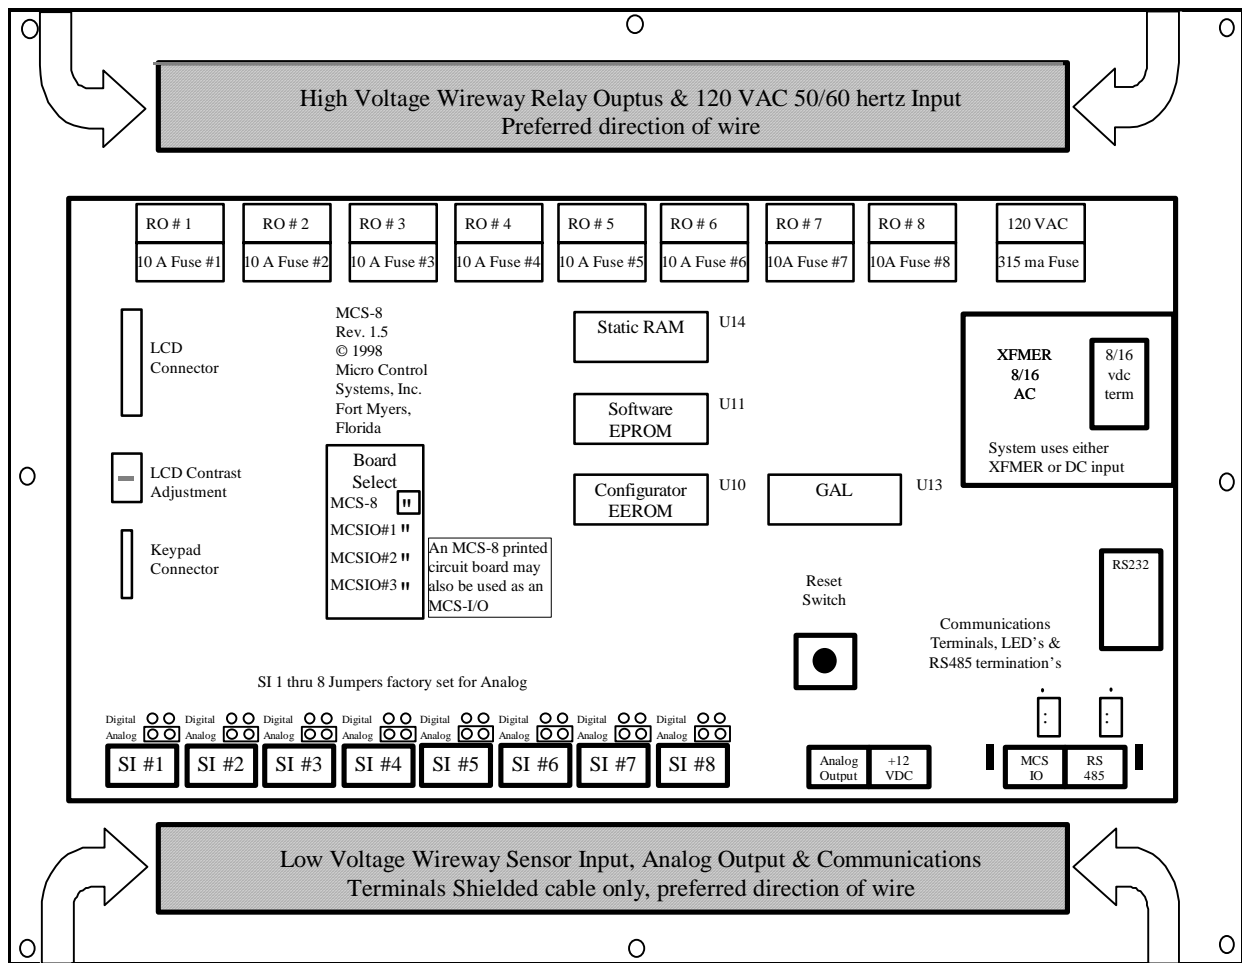 High Voltage Wireway Relay Ouptus & 120 VAC 50/60 hertz Input
Preferred direction of wire
RO # 1
RO # 2
RO # 3
RO # 4
RO # 5
RO # 6
RO # 7
RO # 8
120 VAC
10 A Fuse #1
10 A Fuse #2
10 A Fuse #3
10 A Fuse #4
10 A Fuse #5
10 A Fuse #6
10A Fuse #7
10A Fuse #8
315 ma Fuse
LCD
Connector
MCS-8
Rev. 1.5
© 1998
Micro Control
Systems, Inc.
Fort Myers,
Florida
Static RAM
U14
Software
EPROM
U11
Configurator
EEROM
U10
GAL
U13
XFMER
8/16
AC
8/16
vdc
term
System uses either
XFMER or DC input
LCD Contrast
Adjustment
Keypad
Connector
Board
Select
MCS-8 "
MCSIO#1 "
MCSIO#2 "
MCSIO#3 "
An MCS-8 printed
circuit board may
also be used as an
MCS-I/O
Reset
Switch
RS232
Communications
Terminals, LED's &
RS485 termination's
SI 1 thru 8 Jumpers factory set for Analog
Digital
Analog
SI #1
Digital
Analog
SI #2
Digital
Analog
SI #3
Digital
Analog
SI #4
Digital
Analog
SI #5
Digital
Analog
SI #6
Digital
Analog
SI #7
Digital
Analog
SI #8
Analog
Output
+12
VDC
MCS
IO
RS
485
Low Voltage Wireway Sensor Input, Analog Output & Communications
Terminals Shielded cable only, preferred direction of wire